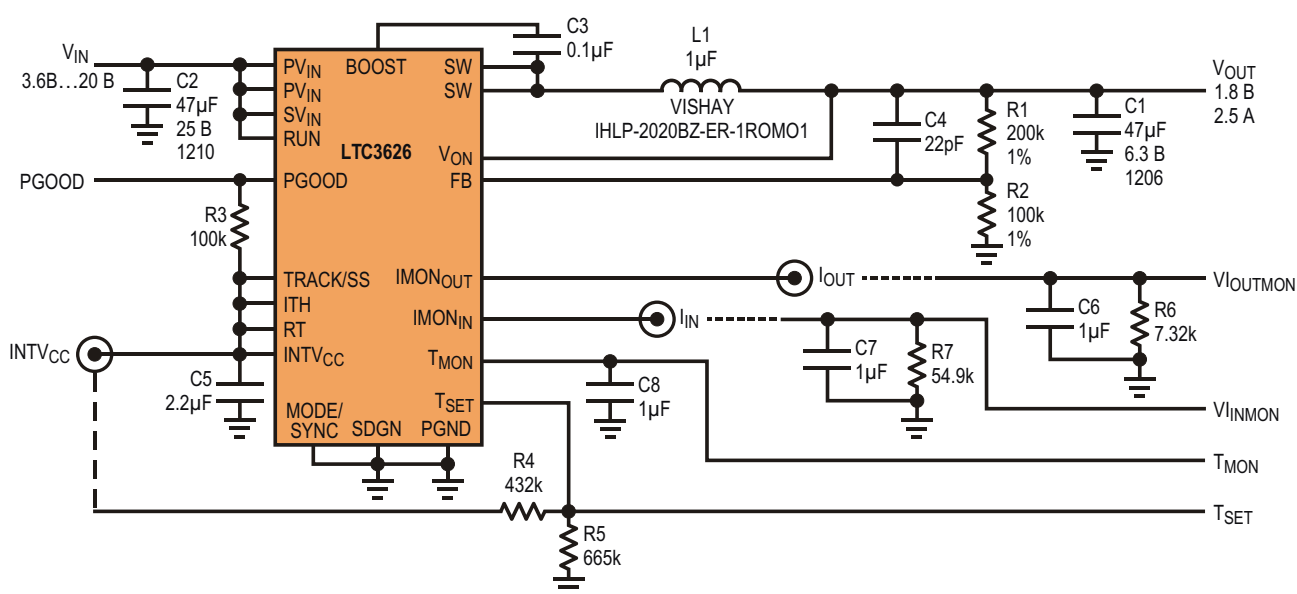 V_IN
3.6В…20 В
C2
47µF
25 В
1210
PV_IN
PV_IN
SV_IN
RUN
BOOST
SW
SW
C3
0.1µF
L1
1µF
VISHAY
IHLP-2020BZ-ER-1ROMO1
V_OUT
1.8 В
2.5 A
C4
22pF
R1
200k
1%
C1
47µF
6.3 В
1206
LTC3626
V_ON
FB
PGOOD
PGOOD
R3
100k
R2
100k
1%
TRACK/SS
ITH
RT
INTV_CC
IMON_OUT
IMON_IN
T_MON
T_SET
I_OUT
VI_OUTMON
I_IN
C6
1µF
R6
7.32k
INTV_CC
C5
2.2µF
C7
1µF
R7
54.9k
C8
1µF
VI_INMON
MODE/
SYNC
SDGN
PGND
R4
432k
T_MON
T_SET
R5
665k